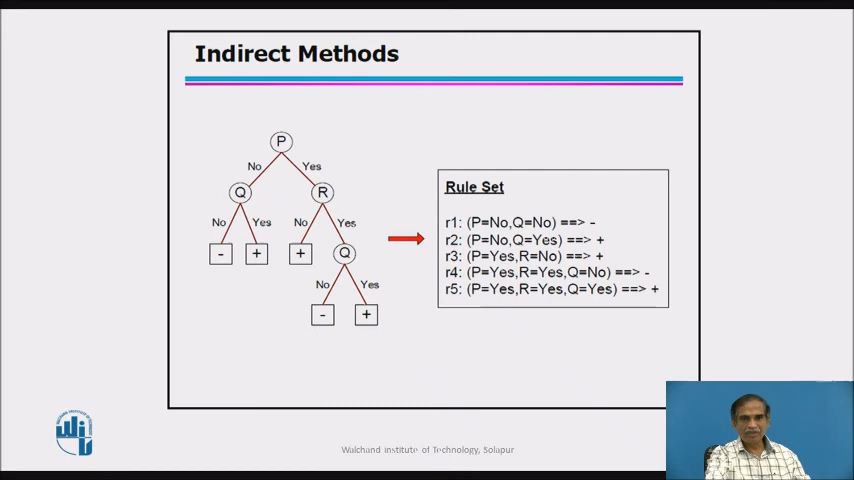 Indirect Methods
P
No Yes
Q R
No Yes No Yes
- + + Q
No Yes
- +
Rule Set
r1: (P=No,Q=No) ==> -
r2: (P=No,Q=Yes) ==> +
r3: (P=Yes,R=No) ==> +
r4: (P=Yes,R=Yes,Q=No) ==> -
r5: (P=Yes,R=Yes,Q=Yes) ==> +
Walchand institute of Technology, Solapur